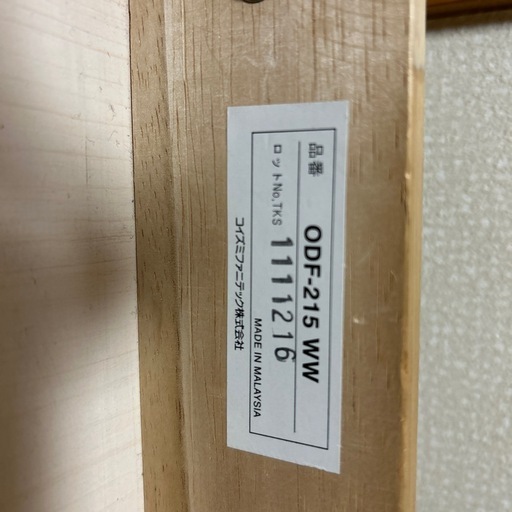 品番 ODF-215 WW
ロットNo.TKS 1111216
MADE IN MALAYSIA
コイズミファニテック株式会社